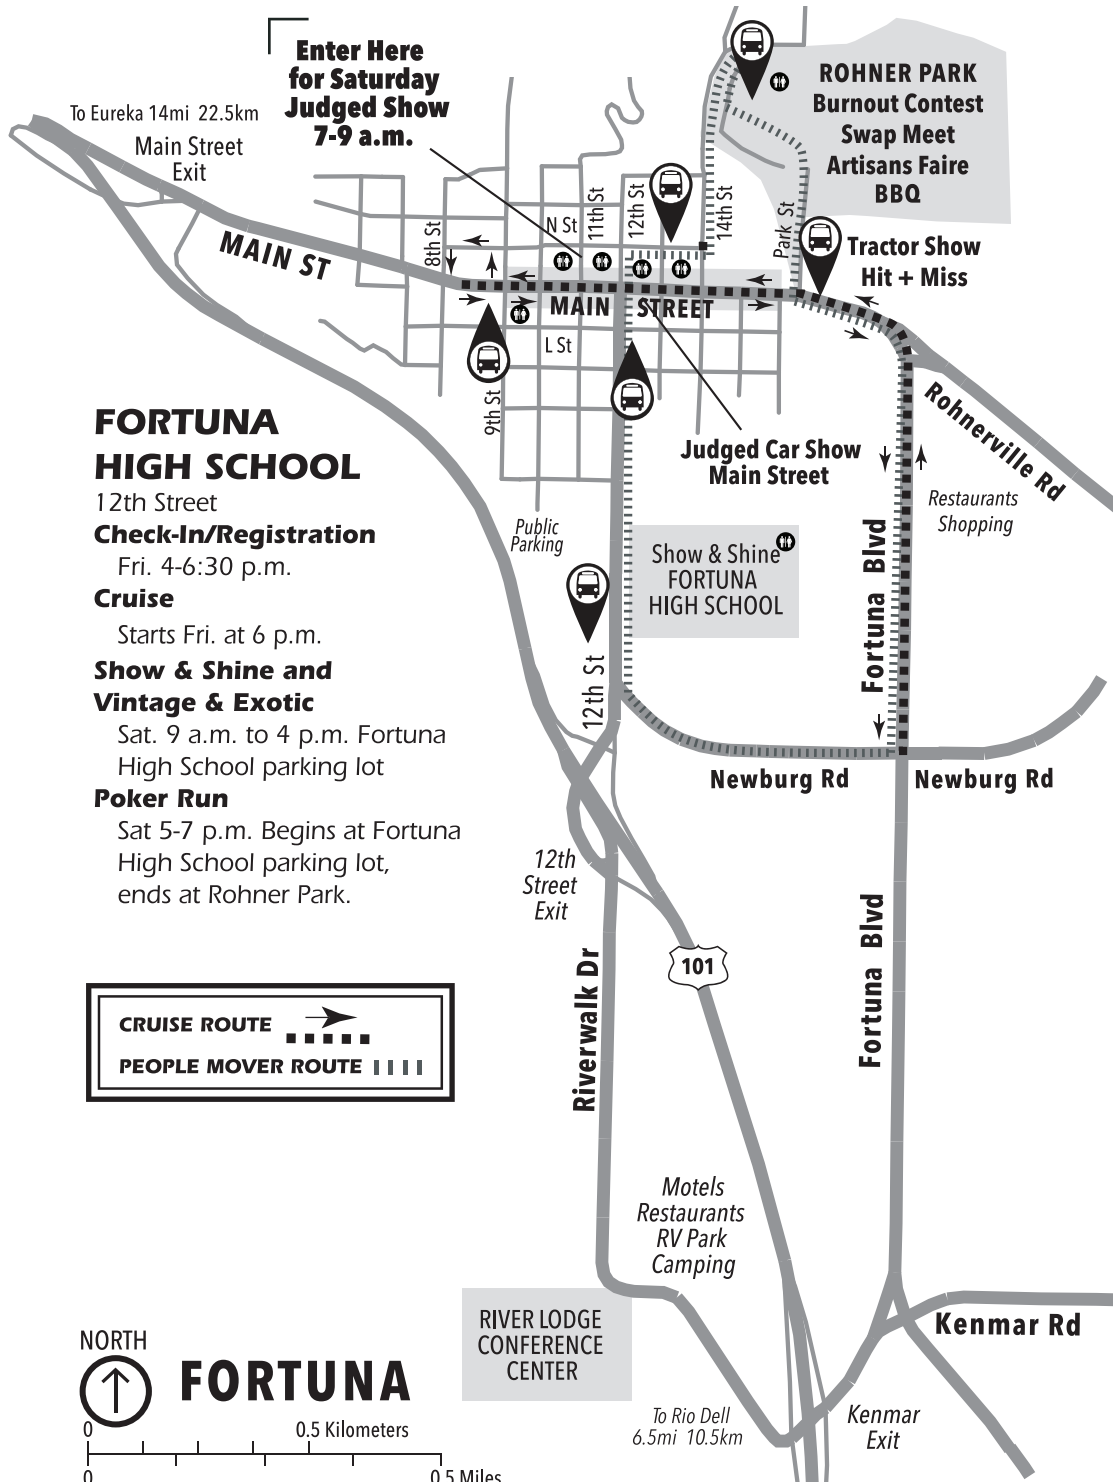 Enter Here
for Saturday
Judged Show
7-9 a.m.
To Eureka 14mi 22.5km
Main Street
Exit
MAIN ST
8th St
N St
11th St
12th St
14th St
Park St
ROHNER PARK
Burnout Contest
Swap Meet
Artisans Faire
BBQ
Tractor Show
Hit + Miss
MAIN STREET
L St
9th St
Rohnerville Rd
Judged Car Show
Main Street
Restaurants
Shopping
FORTUNA
HIGH SCHOOL
12th Street
Check-In/Registration
Fri. 4-6:30 p.m.
Cruise
Starts Fri. at 6 p.m.
Show & Shine and
Vintage & Exotic
Sat. 9 a.m. to 4 p.m. Fortuna
High School parking lot
Poker Run
Sat 5-7 p.m. Begins at Fortuna
High School parking lot,
ends at Rohner Park.
Public
Parking
Show & Shine
FORTUNA
HIGH SCHOOL
Fortuna Blvd
12th St
Newburg Rd
Newburg Rd
12th
Street
Exit
Fortuna Blvd
Riverwalk Dr
101
CRUISE ROUTE
PEOPLE MOVER ROUTE
Motels
Restaurants
RV Park
Camping
RIVER LODGE
CONFERENCE
CENTER
Kenmar Rd
To Rio Dell
6.5mi 10.5km
Kenmar
Exit
NORTH
FORTUNA
0 0.5 Kilometers
0 0.5 Miles